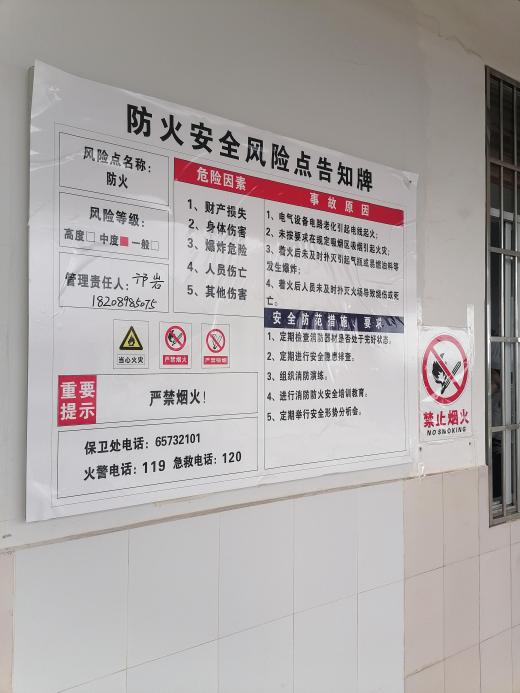 防火安全风险点告知牌
风险点名称:
防火
风险等级:
高度□ 中度■ 一般□
管理责任人:
18208985075
当心火灾
严禁烟火
重要
提示
严禁烟火!
保卫处电话:65732101
火警电话:119 急救电话:120
危险因素
1、财产损失
2、身体伤害
3、爆炸危险
4、人员伤亡
5、其他伤害
事故原因
1、电气设备电路老化引起电线起火;
2、未按要求在规定吸烟区吸烟引起火灾;
3、着火后未及时扑灭引起气瓶或易燃油料等
发生爆炸;
4、着火后人员未及时扑灭火场导致烧伤或死
亡。
安全防范措施、要求
1、定期检查消防器材是否处于完好状态。
2、定期进行安全隐患排查。
3、组织消防演练。
4、进行消防防火安全培训教育。
5、定期举行安全形势分析会。
禁止烟火
NO SMOKING